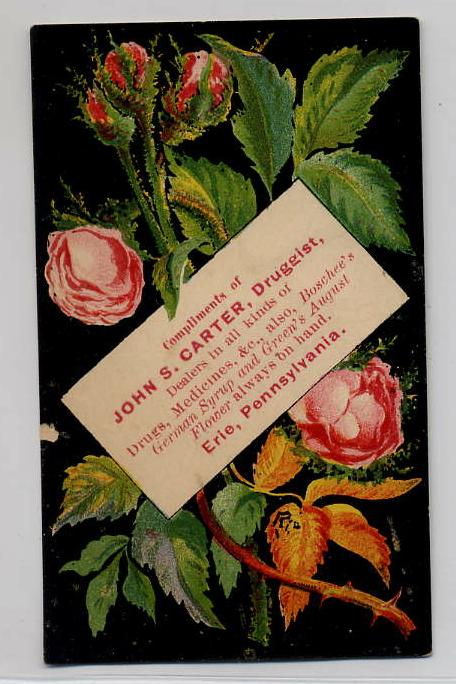 Compliments of
JOHN S. CARTER, Druggist,
Dealers in all kinds of
Drugs, Medicines, &c., also, Boschee's
German Syrup and Green's August
Flower always on hand.
Erie, Pennsylvania.